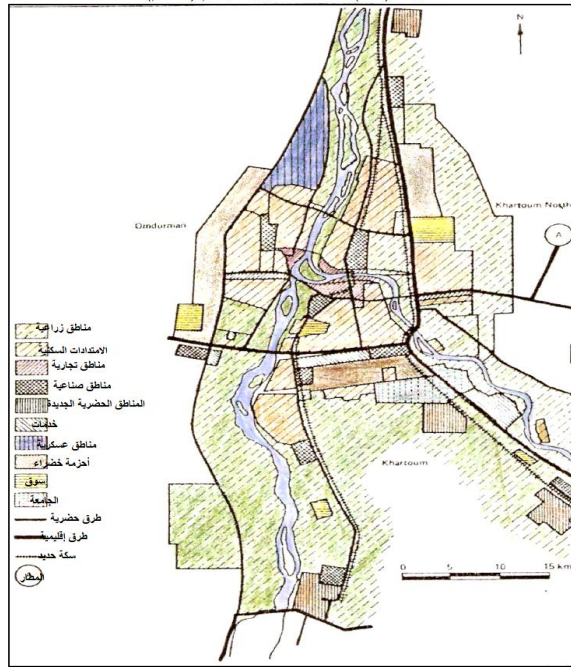 N
Omdurman
Khartoum North
A
مناطق زراعية
الامتدادات السكنية
مناطق تجارية
مناطق صناعية
المناطق الحضرية الجديدة
خدمات
مناطق عسكرية
أحزمة خضراء
سوق
الجامعة
طرق حضرية
طرق إقليمية
سكة حديد
المطار
Khartoum
0 5 10 15 km